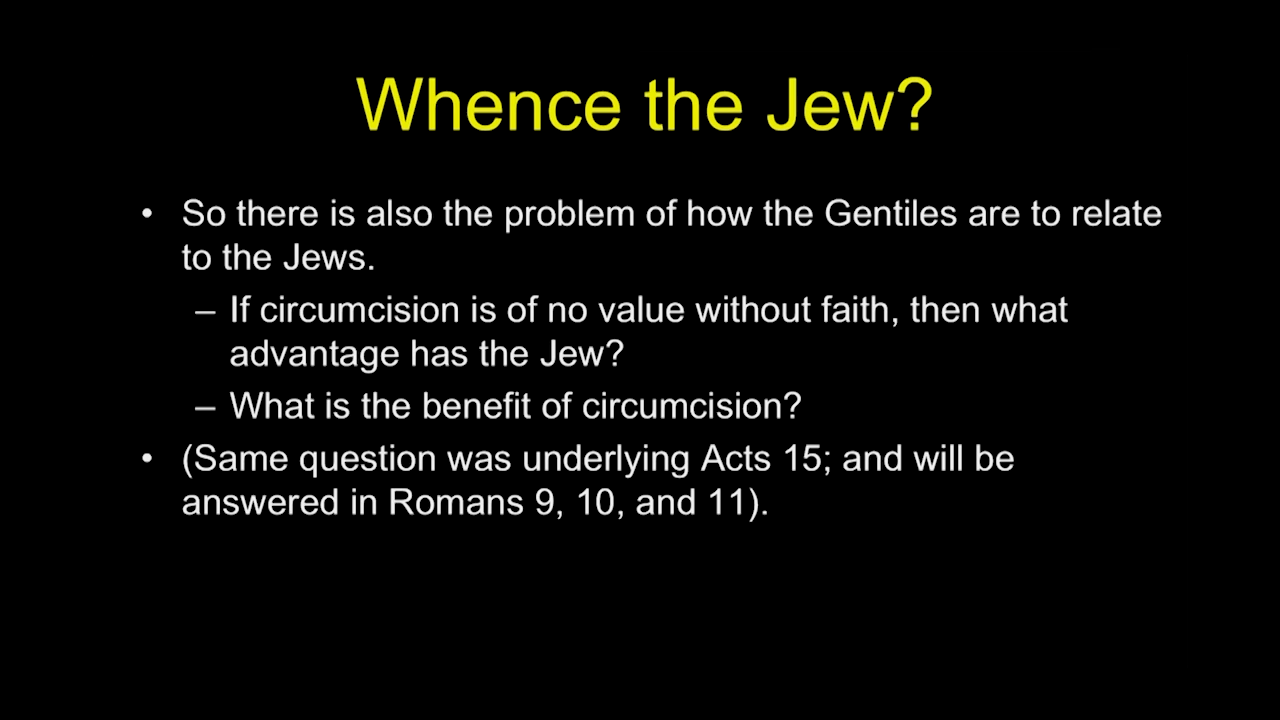 Whence the Jew?
• So there is also the problem of how the Gentiles are to relate
to the Jews.
– If circumcision is of no value without faith, then what
advantage has the Jew?
– What is the benefit of circumcision?
• (Same question was underlying Acts 15; and will be
answered in Romans 9, 10, and 11).